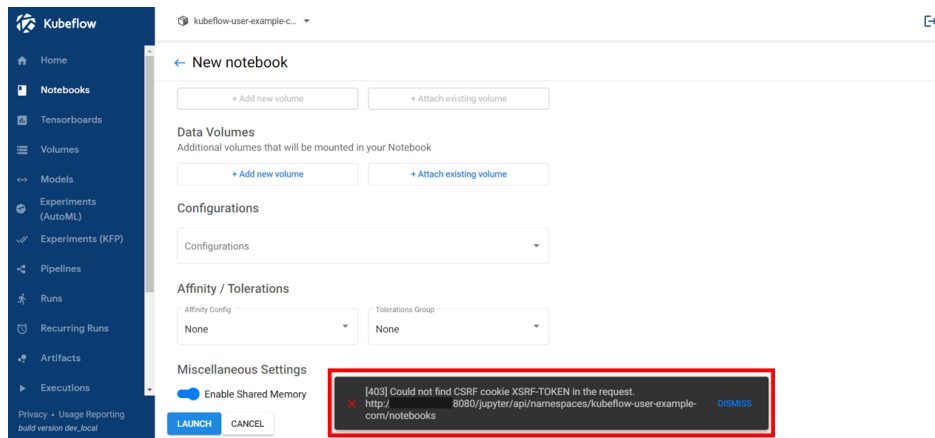 Kubeflow
kubeflow-user-example-c...
Home
Notebooks
Tensorboards
Volumes
Models
Experiments
(AutoML)
Experiments (KFP)
Pipelines
Runs
Recurring Runs
Artifacts
Executions
Privacy • Usage Reporting
build version dev_local
← New notebook
+ Add new volume
+ Attach existing volume
Data Volumes
Additional volumes that will be mounted in your Notebook
+ Add new volume
+ Attach existing volume
Configurations
Configurations
Affinity / Tolerations
Affinity Config
None
Tolerations Group
None
Miscellaneous Settings
Enable Shared Memory
LAUNCH
CANCEL
[403] Could not find CSRF cookie XSRF-TOKEN in the request.
http:/ 8080/jupyter/api/namespaces/kubeflow-user-example-
com/notebooks
DISMISS